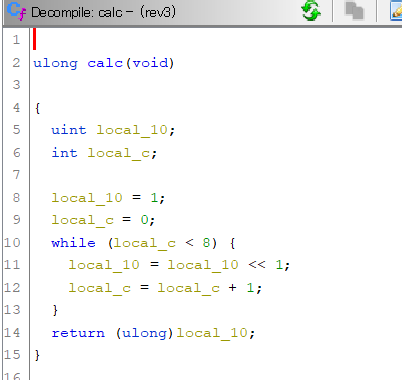 Decompile: calc - (rev3)
1
2 ulong calc(void)
3
4 {
5 uint local_10;
6 int local_c;
7
8 local_10 = 1;
9 local_c = 0;
10 while (local_c < 8) {
11 local_10 = local_10 << 1;
12 local_c = local_c + 1;
13 }
14 return (ulong)local_10;
15 }
16